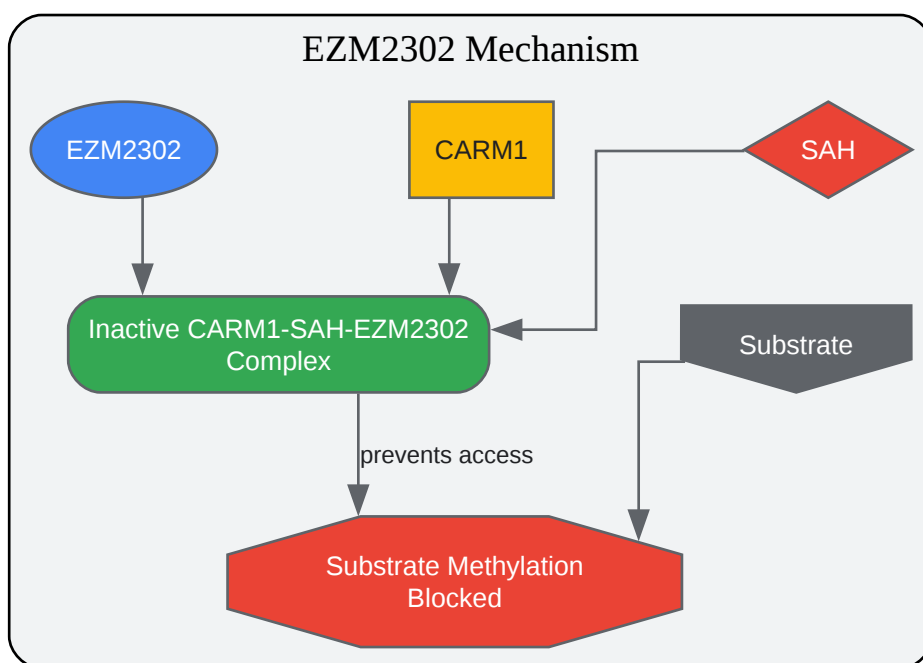 EZM2302 Mechanism
EZM2302
CARM1
SAH
Inactive CARM1-SAH-EZM2302
Complex
Substrate
prevents access
Substrate Methylation
Blocked